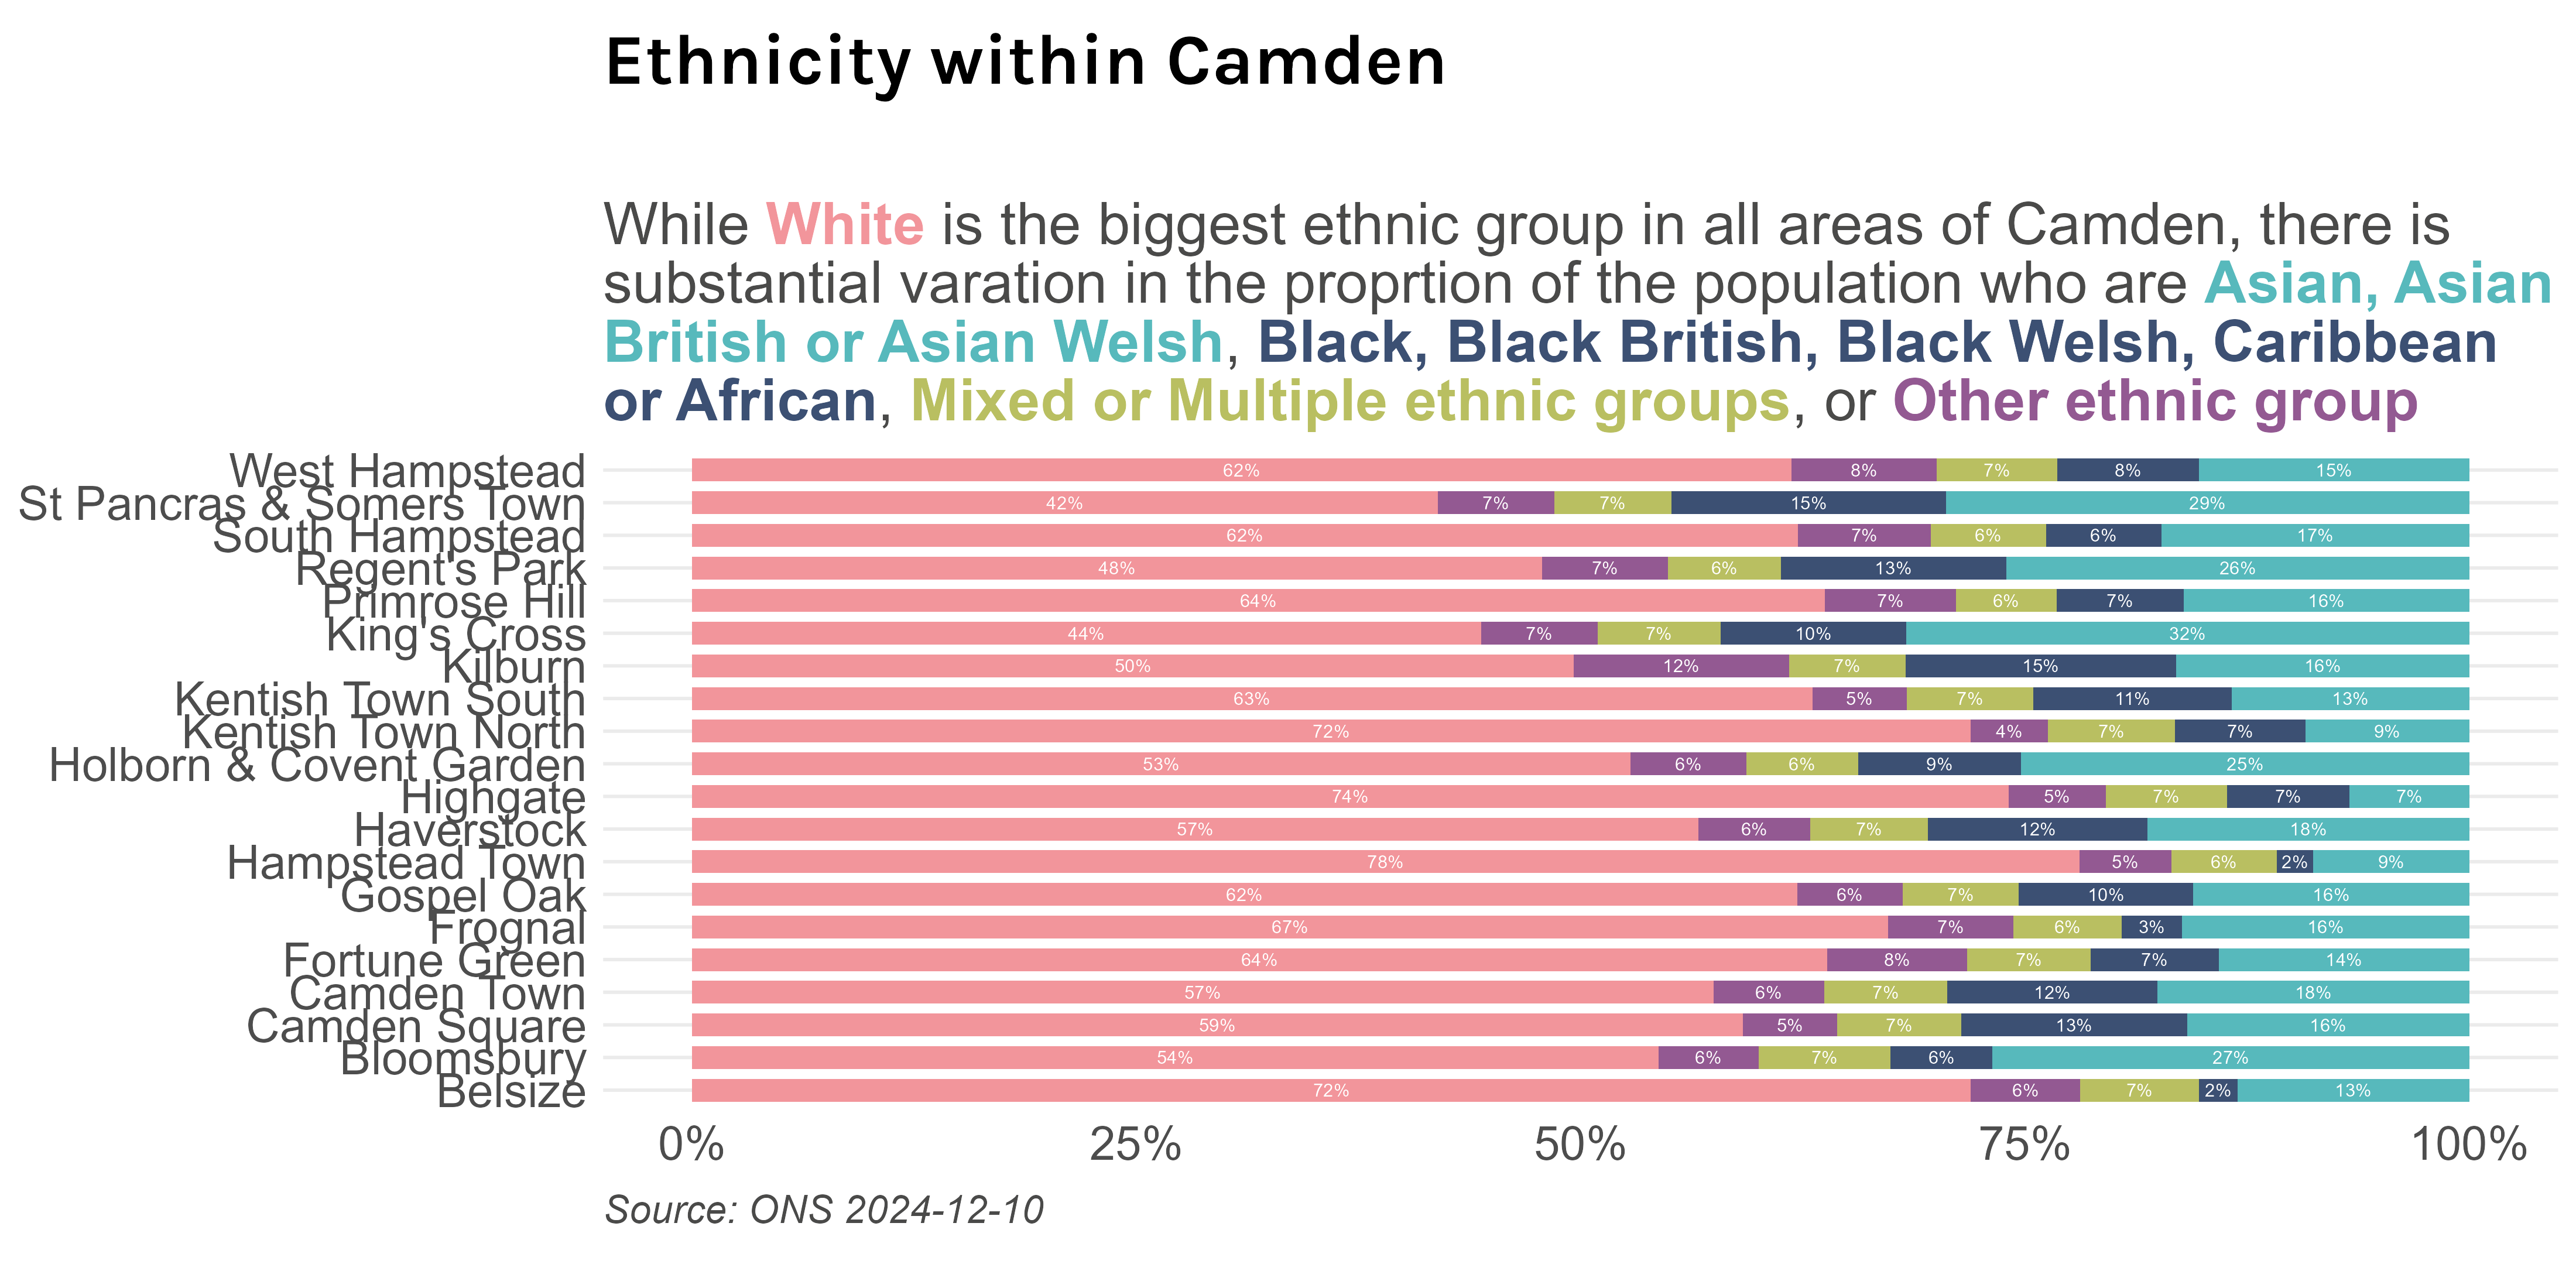 Ethnicity within Camden
While White is the biggest ethnic group in all areas of Camden, there is
substantial varation in the proprtion of the population who are Asian, Asian
British or Asian Welsh, Black, Black British, Black Welsh, Caribbean
or African, Mixed or Multiple ethnic groups, or Other ethnic group
West Hampstead 62% 8% 7% 8% 15%
St Pancras & Somers Town 42% 7% 7% 15% 29%
South Hampstead 62% 7% 6% 6% 17%
Regent's Park 48% 7% 6% 13% 26%
Primrose Hill 64% 7% 6% 7% 16%
King's Cross 44% 7% 7% 10% 32%
Kilburn 50% 12% 7% 15% 16%
Kentish Town South 63% 5% 7% 11% 13%
Kentish Town North 72% 4% 7% 7% 9%
Holborn & Covent Garden 53% 6% 6% 9% 25%
Highgate 74% 5% 7% 7% 7%
Haverstock 57% 6% 7% 12% 18%
Hampstead Town 78% 5% 6% 2% 9%
Gospel Oak 62% 6% 7% 10% 16%
Frognal 67% 7% 6% 3% 16%
Fortune Green 64% 8% 7% 7% 14%
Camden Town 57% 6% 7% 12% 18%
Camden Square 59% 5% 7% 13% 16%
Bloomsbury 54% 6% 7% 6% 27%
Belsize 72% 6% 7% 2% 13%
0% 25% 50% 75% 100%
Source: ONS 2024-12-10